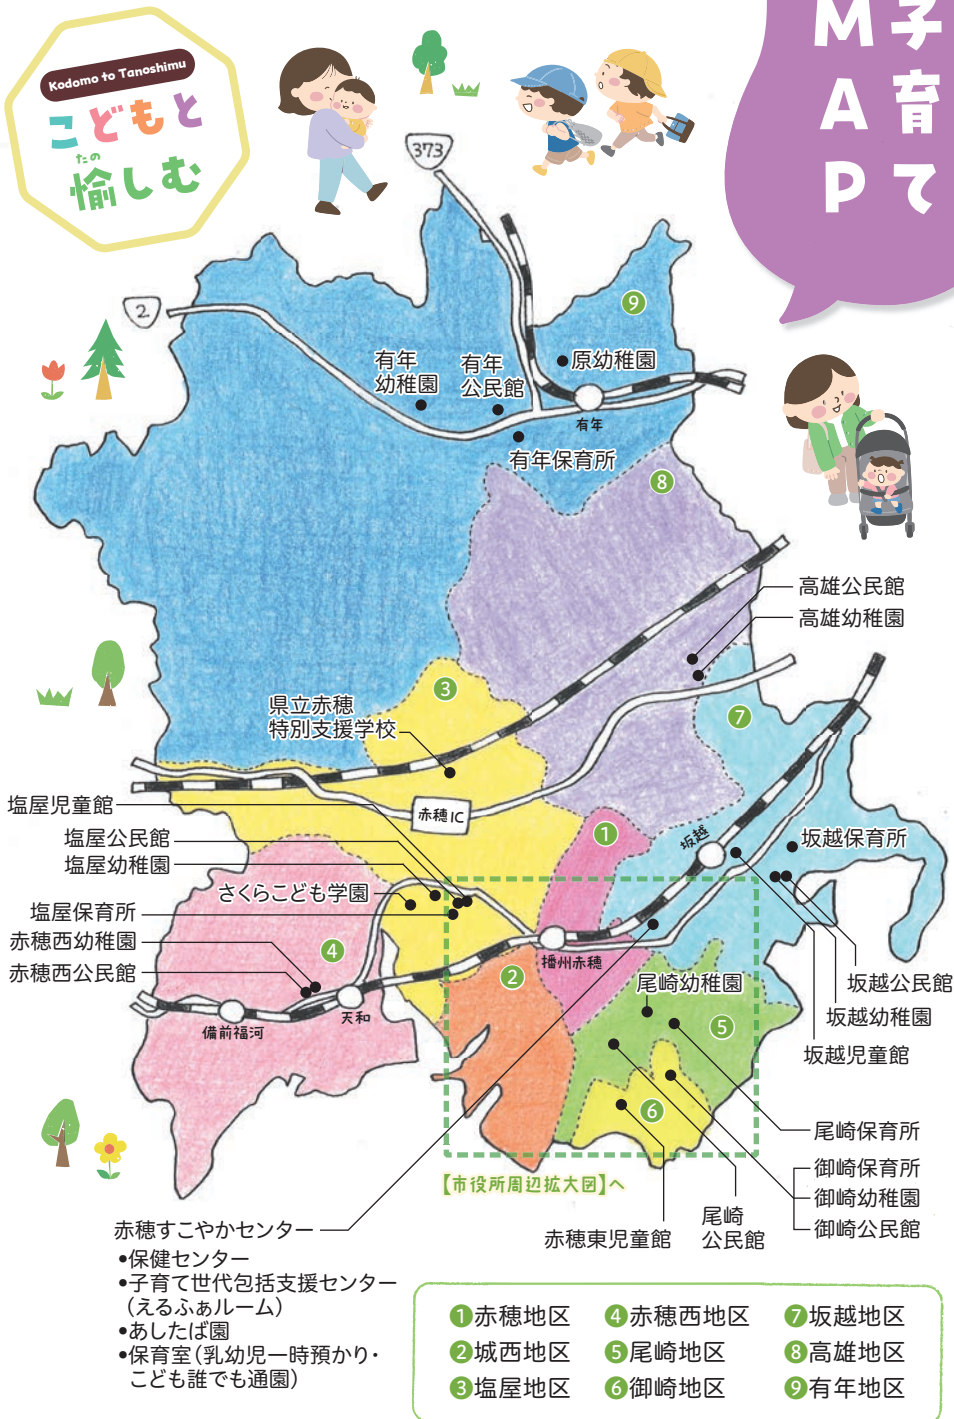 子育て
MAP
Kodomo to Tanoshimu
こどもと
たの
愉しむ
373
2
9
有年
幼稚園
有年
公民館
原幼稚園
有年
有年保育所
8
高雄公民館
高雄幼稚園
3
7
県立赤穂
特別支援学校
塩屋児童館
赤穂IC
塩屋公民館
塩屋幼稚園
1
坂越
坂越保育所
さくらこども学園
塩屋保育所
赤穂西幼稚園
赤穂西公民館
4
2
播州赤穂
尾崎幼稚園
5
坂越公民館
坂越幼稚園
坂越児童館
備前福河
天和
6
尾崎保育所
御崎保育所
御崎幼稚園
御崎公民館
【市役所周辺拡大図】へ
赤穂東児童館
尾崎
公民館
赤穂すこやかセンター
•保健センター
•子育て世代包括支援センター
（えるふぁルーム）
•あしたば園
•保育室（乳幼児一時預かり・
こども誰でも通園）
1赤穂地区
2城西地区
3塩屋地区
4赤穂西地区
5尾崎地区
6御崎地区
7坂越地区
8高雄地区
9有年地区